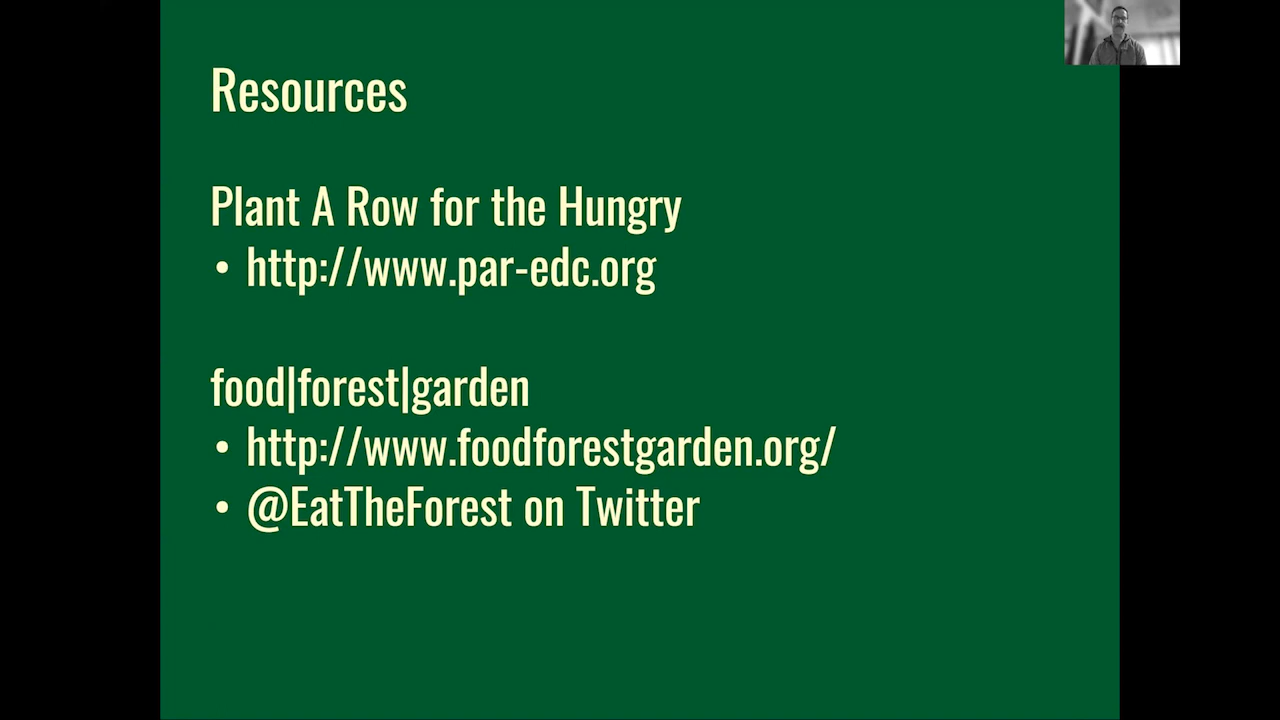 Resources
Plant A Row for the Hungry
• http://www.par-edc.org
food|forest|garden
• http://www.foodforestgarden.org/
• @EatTheForest on Twitter